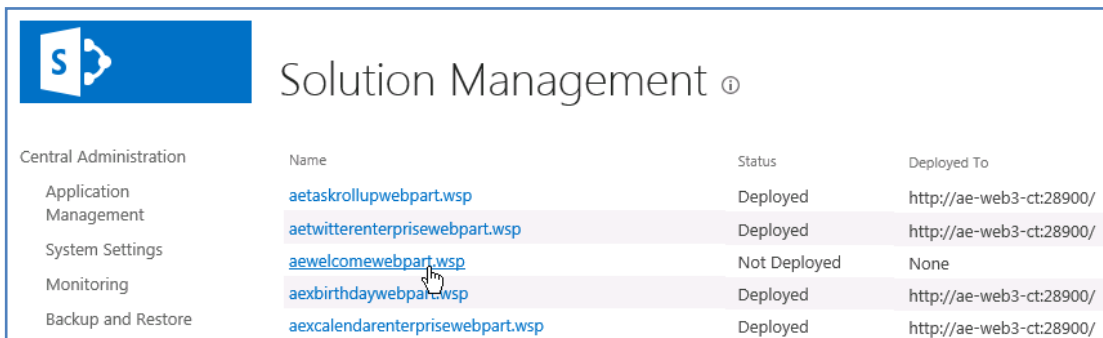 S
Solution Management
Central Administration
Application
Management
System Settings
Monitoring
Backup and Restore
Name Status Deployed To
aetaskrollupwebpart.wsp Deployed http://ae-web3-ct:28900/
aetwitterenterprisewebpart.wsp Deployed http://ae-web3-ct:28900/
aewelcomewebpart.wsp Not Deployed None
aexbirthdaywebpart.wsp Deployed http://ae-web3-ct:28900/
aexcalendarenterprisewebpart.wsp Deployed http://ae-web3-ct:28900/